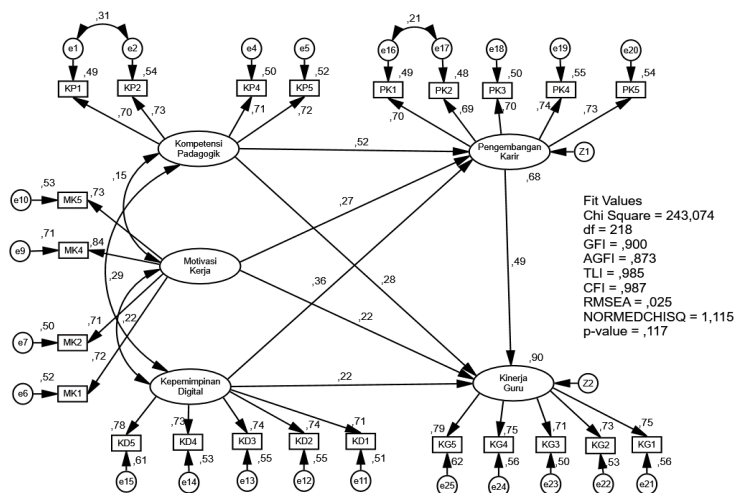 ,31
,21
e1
e2
e4
e5
e16
e17
e18
e19
e20
,49
,54
,50
,52
,49
,48
,50
,55
,54
KP1
KP2
KP4
KP5
PK1
PK2
PK3
PK4
PK5
,70
,73
,71
,72
,70
,69
,70
,74
,73
Kompetensi
Padagogik
,52
Pengembangan
Karir
Z1
,68
,15
e10
,53
MK5
,73
,27
e9
,71
MK4
,84
Motivasi
Kerja
,29
,36
,28
,49
,22
e7
,50
MK2
,71
,22
e6
,52
MK1
,72
Fit Values
Chi Square = 243,074
df = 218
GFI = ,900
AGFI = ,873
TLI = ,985
CFI = ,987
RMSEA = ,025
NORMEDCHISQ = 1,115
p-value = ,117
Kepemimpinan
Digital
,22
,90
Kinerja
Guru
Z2
,78
,73
,74
,74
,71
KD5
KD4
KD3
KD2
KD1
,61
,53
,55
,55
,51
e15
e14
e13
e12
e11
,79
,75
,71
,73
,75
KG5
KG4
KG3
KG2
KG1
,62
,56
,50
,53
,56
e25
e24
e23
e22
e21